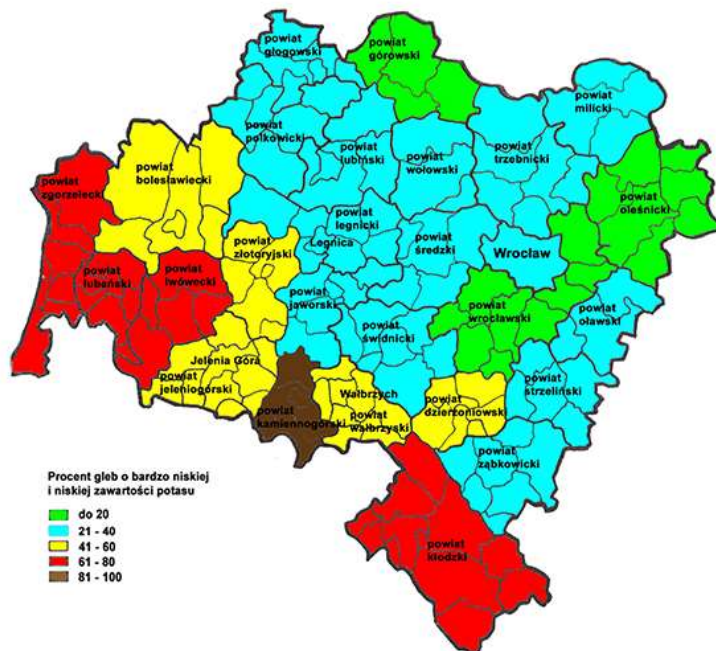 powiat
głogowski
powiat
górowski
powiat
milicki
powiat
polkowicki
powiat
lubiński
powiat
wołowski
powiat
trzebnicki
powiat
zgorzelecki
powiat
bolesławiecki
powiat
oleśnicki
powiat
legnicki
Legnica
powiat
złotoryjski
powiat
średzki
Wrocław
powiat
lubański
powiat
lwówecki
powiat
jaworski
powiat
wrocławski
powiat
oławski
powiat
świdnicki
Jelenia Góra
powiat
jeleniogórski
Wałbrzych
powiat
wałbrzyski
powiat
kamiennogórski
powiat
dzierżoniowski
powiat
strzeliński
powiat
ząbkowicki
powiat
kłodzki
Procent gleb o bardzo niskiej
i niskiej zawartości potasu
do 20
21 - 40
41 - 60
61 - 80
81 - 100